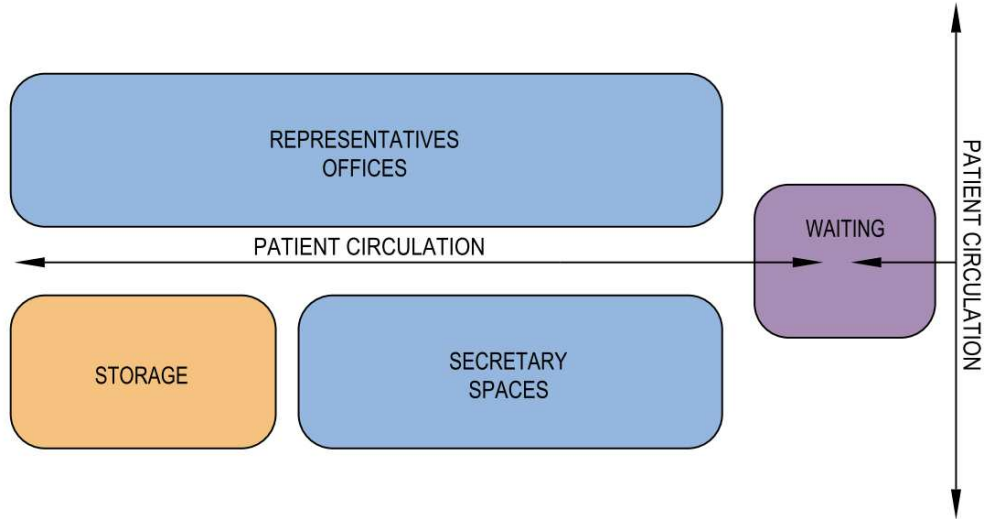 REPRESENTATIVES
OFFICES
PATIENT CIRCULATION
WAITING
PATIENT CIRCULATION
STORAGE
SECRETARY
SPACES